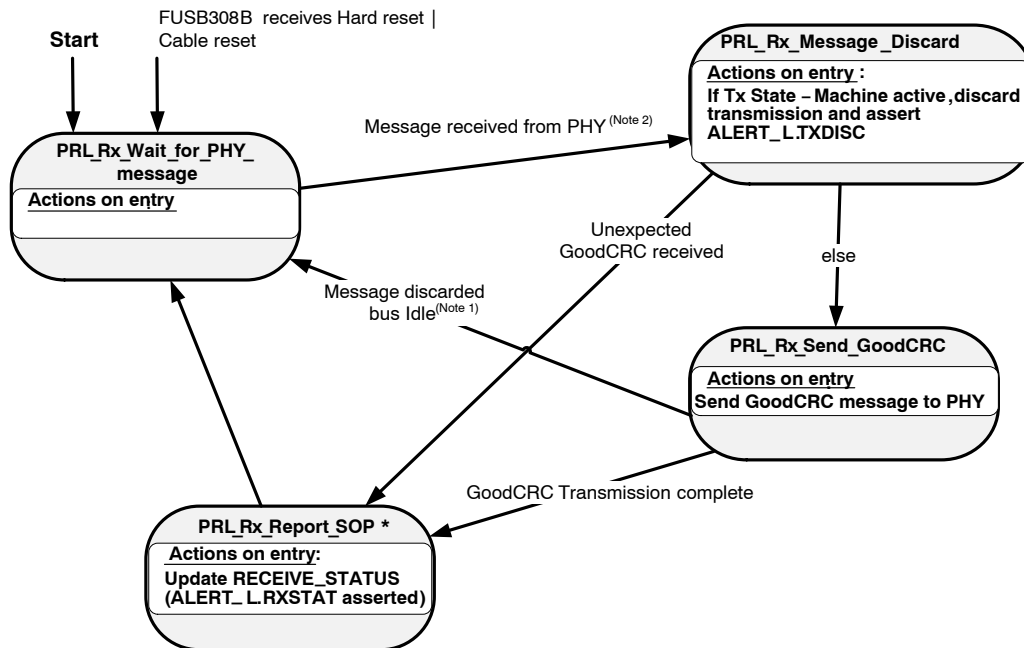 FUSB308B receives Hard reset |
Cable reset
Start
PRL_Rx_Wait_for_PHY_
message
Actions on entry
Message received from PHY(Note 2)
PRL_Rx_Message_Discard
Actions on entry :
If Tx State – Machine active ,discard
transmission and assert
ALERT_L.TXDISC
Unexpected
GoodCRC received
else
Message discarded
bus Idle(Note 1)
PRL_Rx_Send_GoodCRC
Actions on entry
Send GoodCRC message to PHY
GoodCRC Transmission complete
PRL_Rx_Report_SOP *
Actions on entry:
Update RECEIVE_STATUS
(ALERT_ L.RXSTAT asserted)